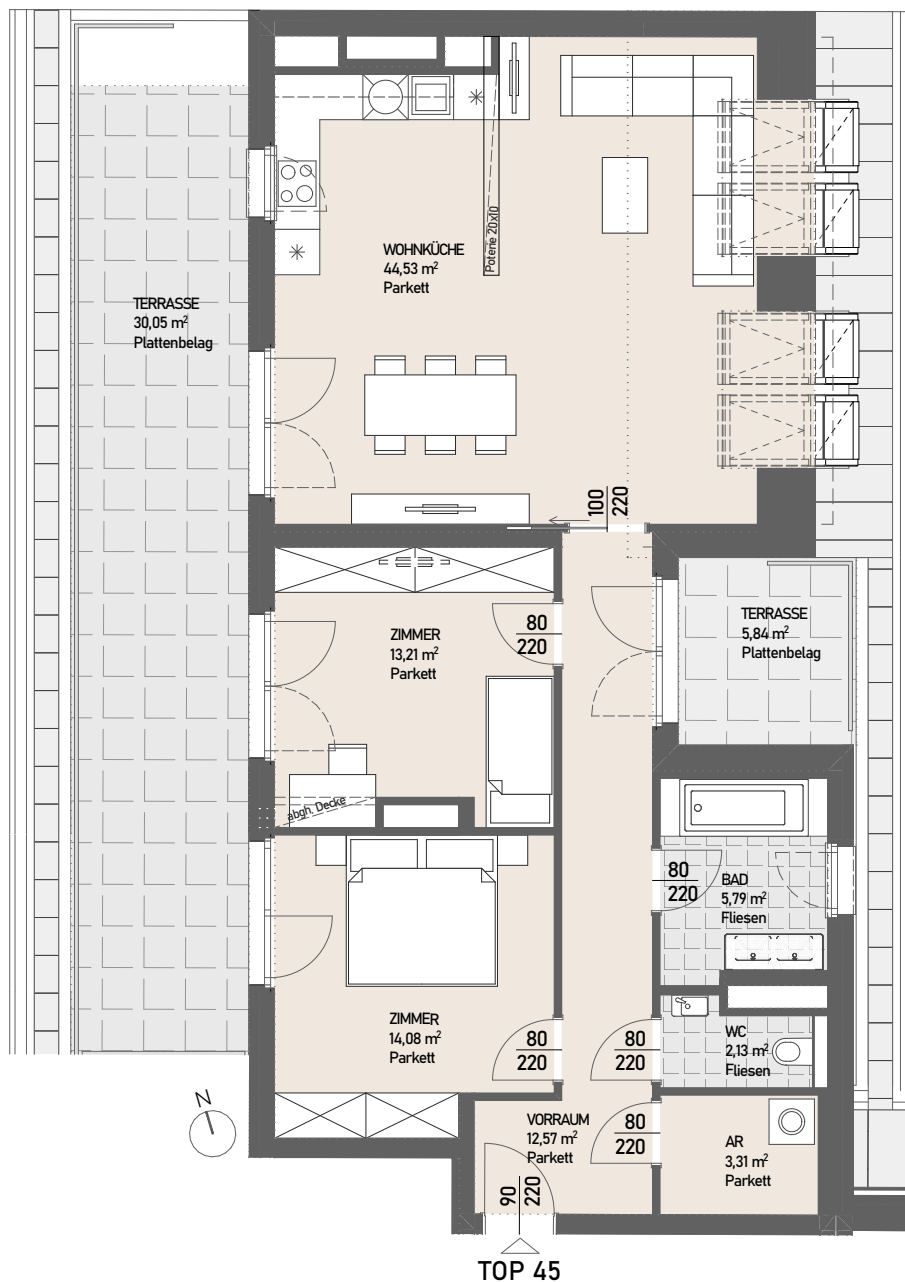 Poterie 20x10
WOHNKÜCHE
44,53 m²
Parkett
TERRASSE
30,05 m²
Plattenbelag
100
220
ZIMMER
13,21 m²
Parkett
80
220
TERRASSE
5,84 m²
Plattenbelag
abgh. Decke
80
220
BAD
5,79 m²
Fliesen
ZIMMER
14,08 m²
Parkett
80
220
80
220
WC
2,13 m²
Fliesen
N
VORRAUM
12,57 m²
Parkett
80
220
AR
3,31 m²
Parkett
90
220
TOP 45